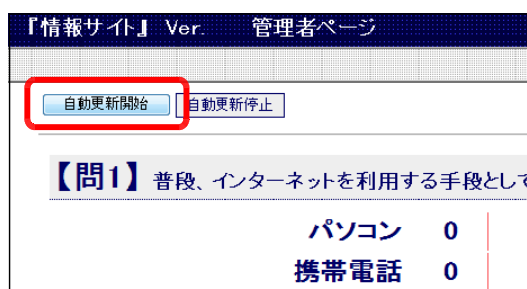 『情報サイト』 Ver. 管理者ページ
自動更新開始 自動更新停止
【問1】 普段、インターネットを利用する手段として
パソコン 0
携帯電話 0